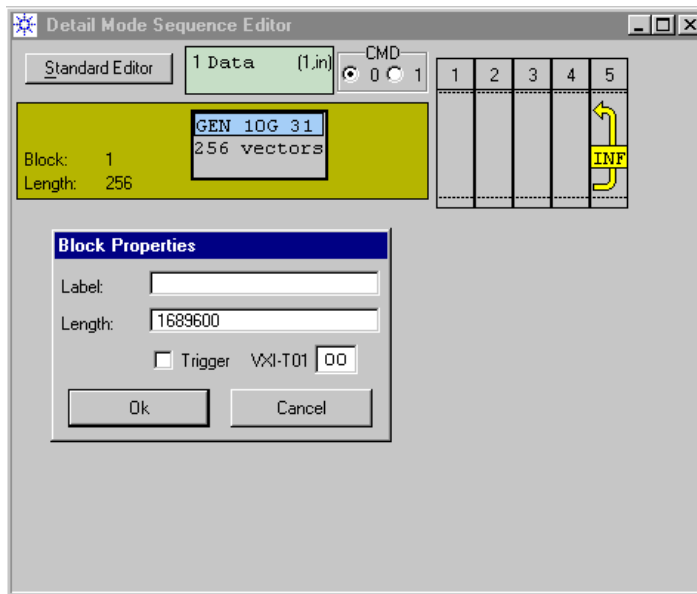 Detail Mode Sequence Editor
Standard Editor
1 Data (1,in)
CMD
0 1
1 2 3 4 5
GEN 10G 31
256 vectors
Block: 1
Length: 256
INF
Block Properties
Label:
Length: 1689600
Trigger VXI-T01 00
Ok Cancel